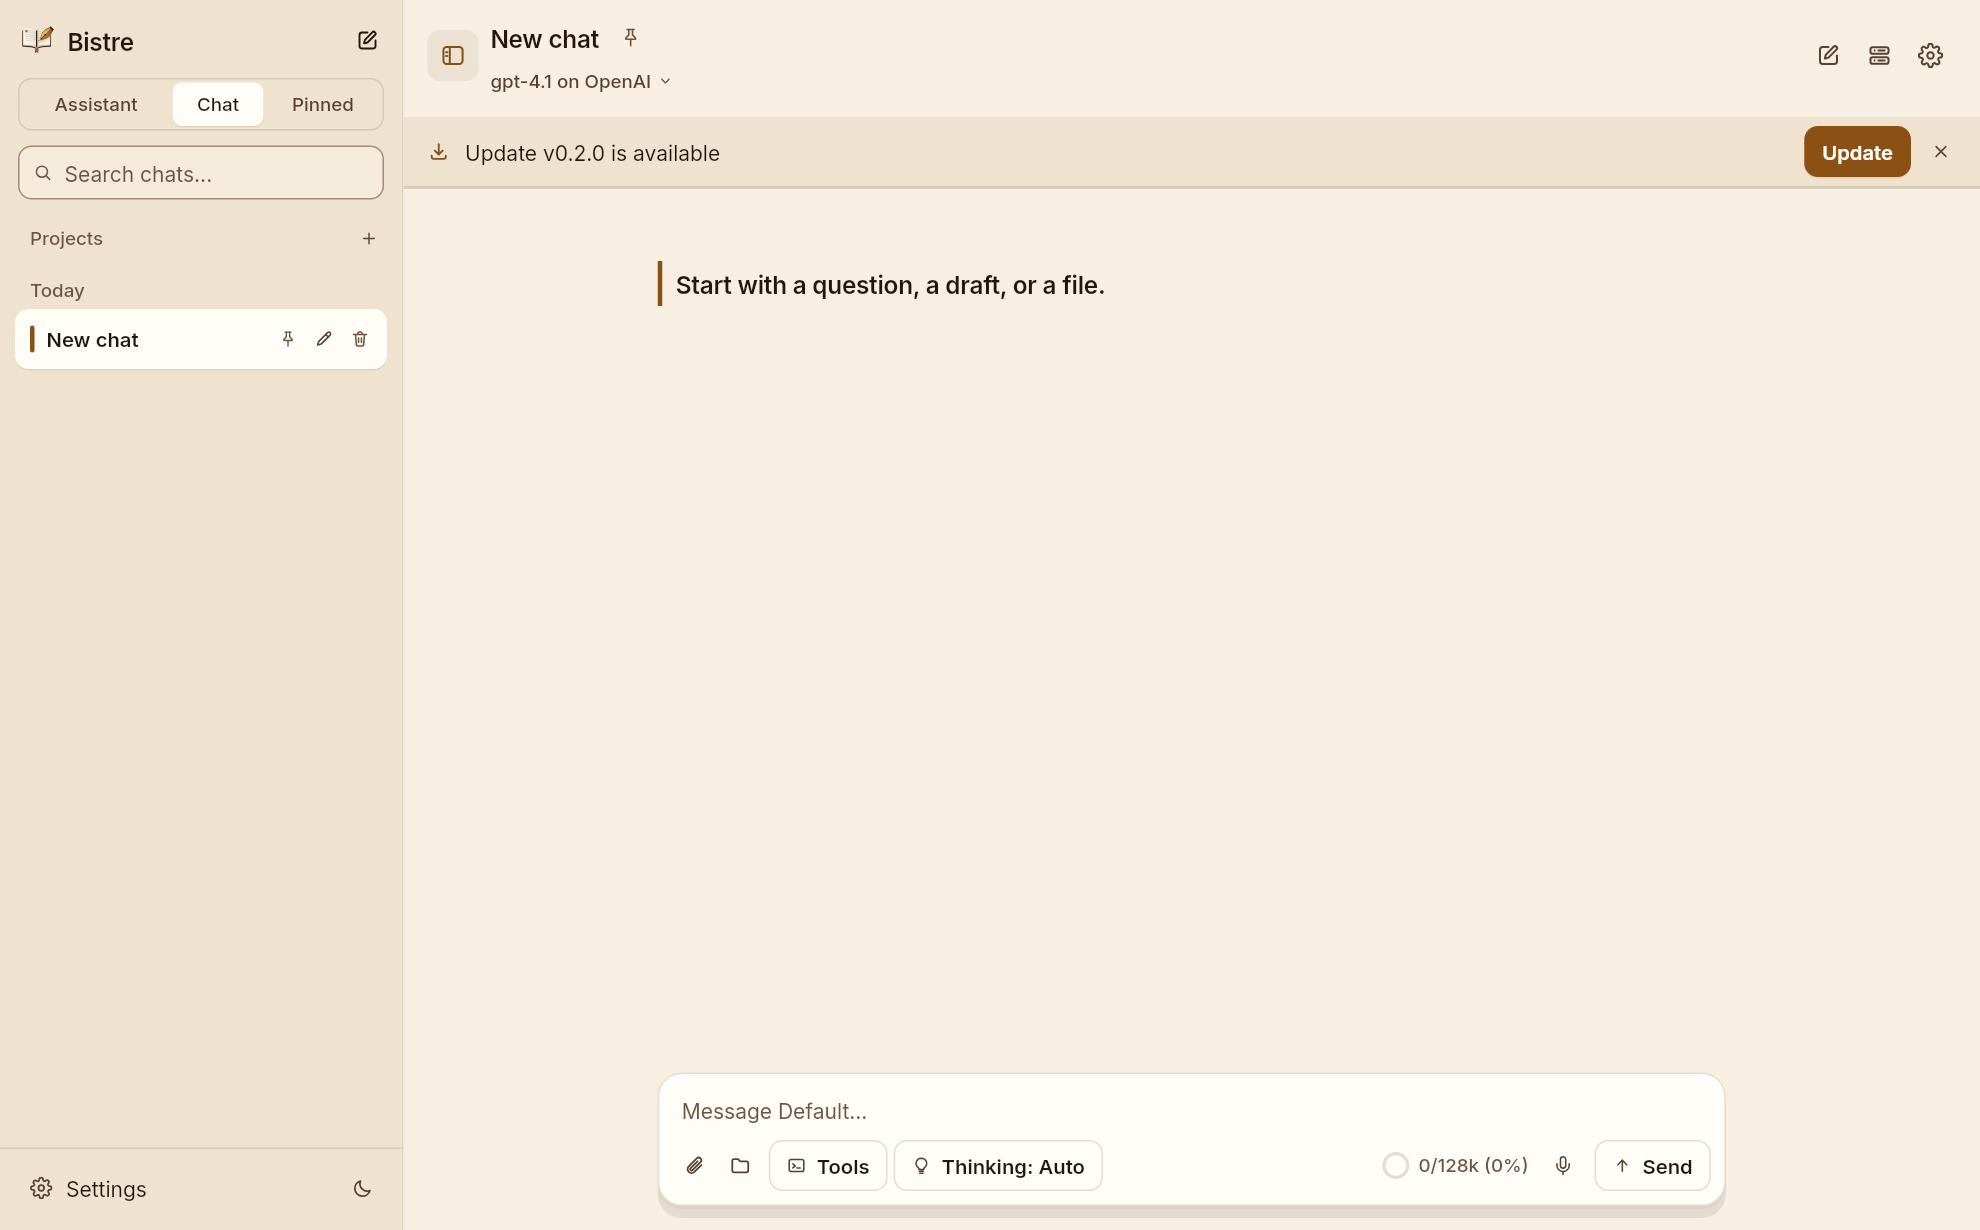 Bistre
Assistant Chat Pinned
Search chats...
Projects
Today
New chat
Settings
New chat
gpt-4.1 on OpenAI
Update v0.2.0 is available
Update
Start with a question, a draft, or a file.
Message Default...
Tools Thinking: Auto 0/128k (0%) Send